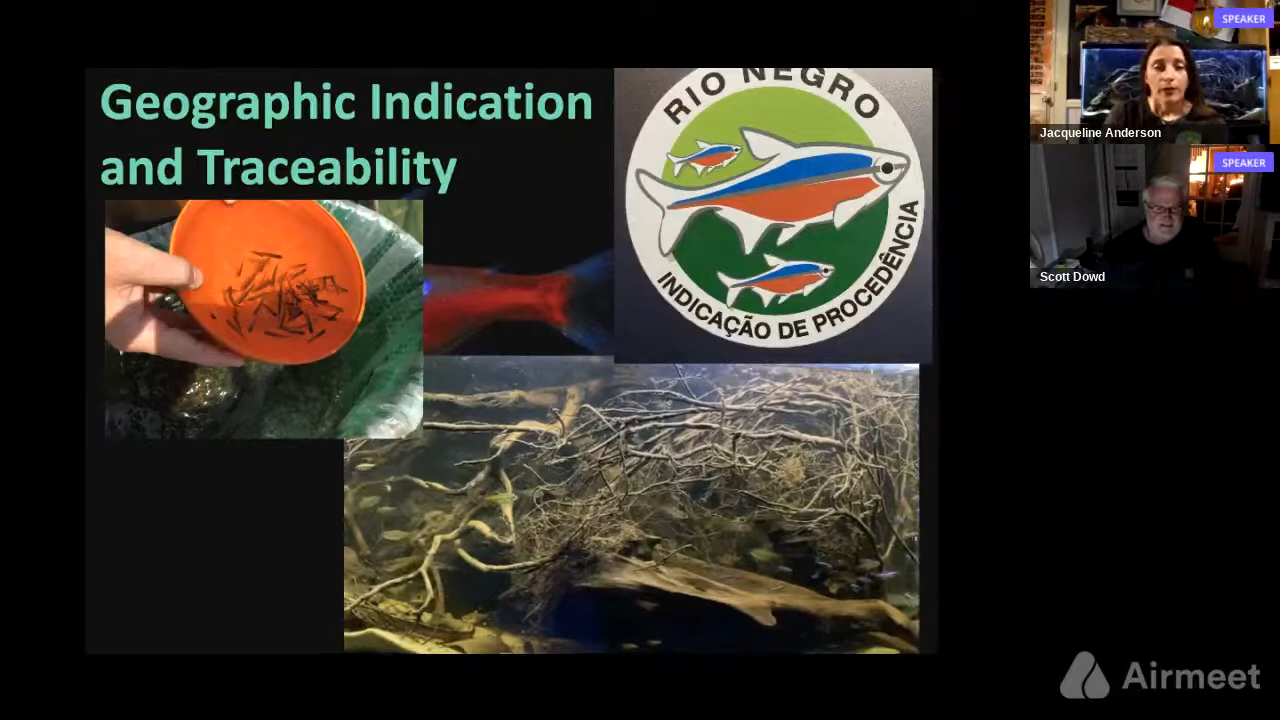 Geographic Indication
and Traceability
RIO NEGRO
INDICAÇÃO DE PROCEDÊNCIA
SPEAKER
Jacqueline Anderson
SPEAKER
Scott Dowd
Airmeet